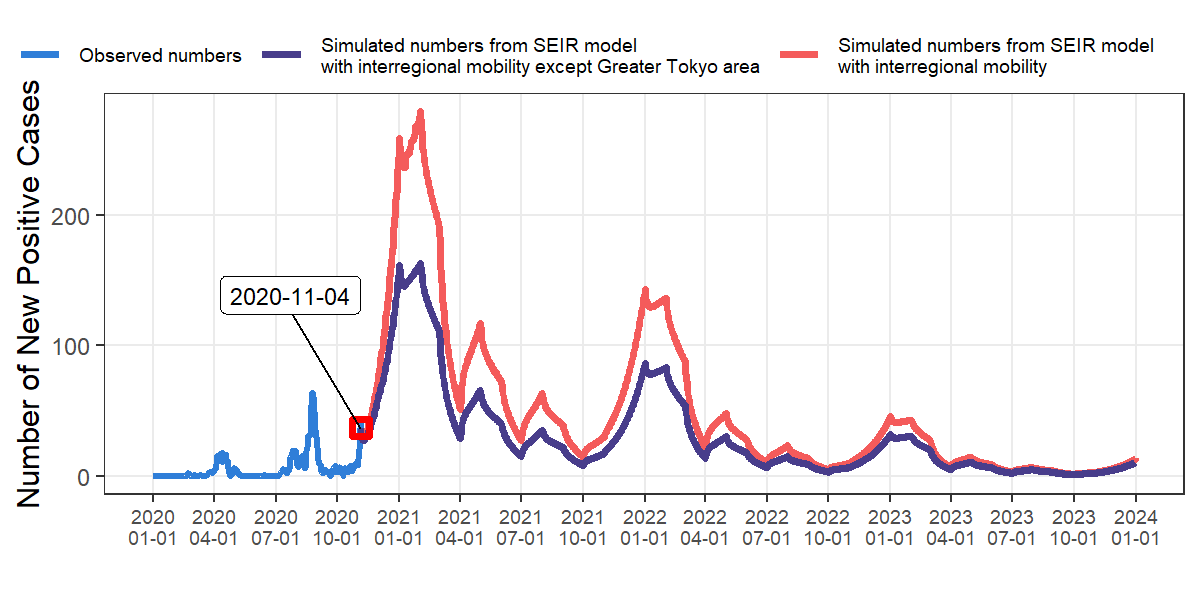 Observed numbers
Simulated numbers from SEIR model
with interregional mobility except Greater Tokyo area
Simulated numbers from SEIR model
with interregional mobility
Number of New Positive Cases
200
100
0
2020-11-04
2020 2020 2020 2020 2021 2021 2021 2021 2022 2022 2022 2022 2023 2023 2023 2023 2024
01-01 04-01 07-01 10-01 01-01 04-01 07-01 10-01 01-01 04-01 07-01 10-01 01-01 04-01 07-01 10-01 01-01